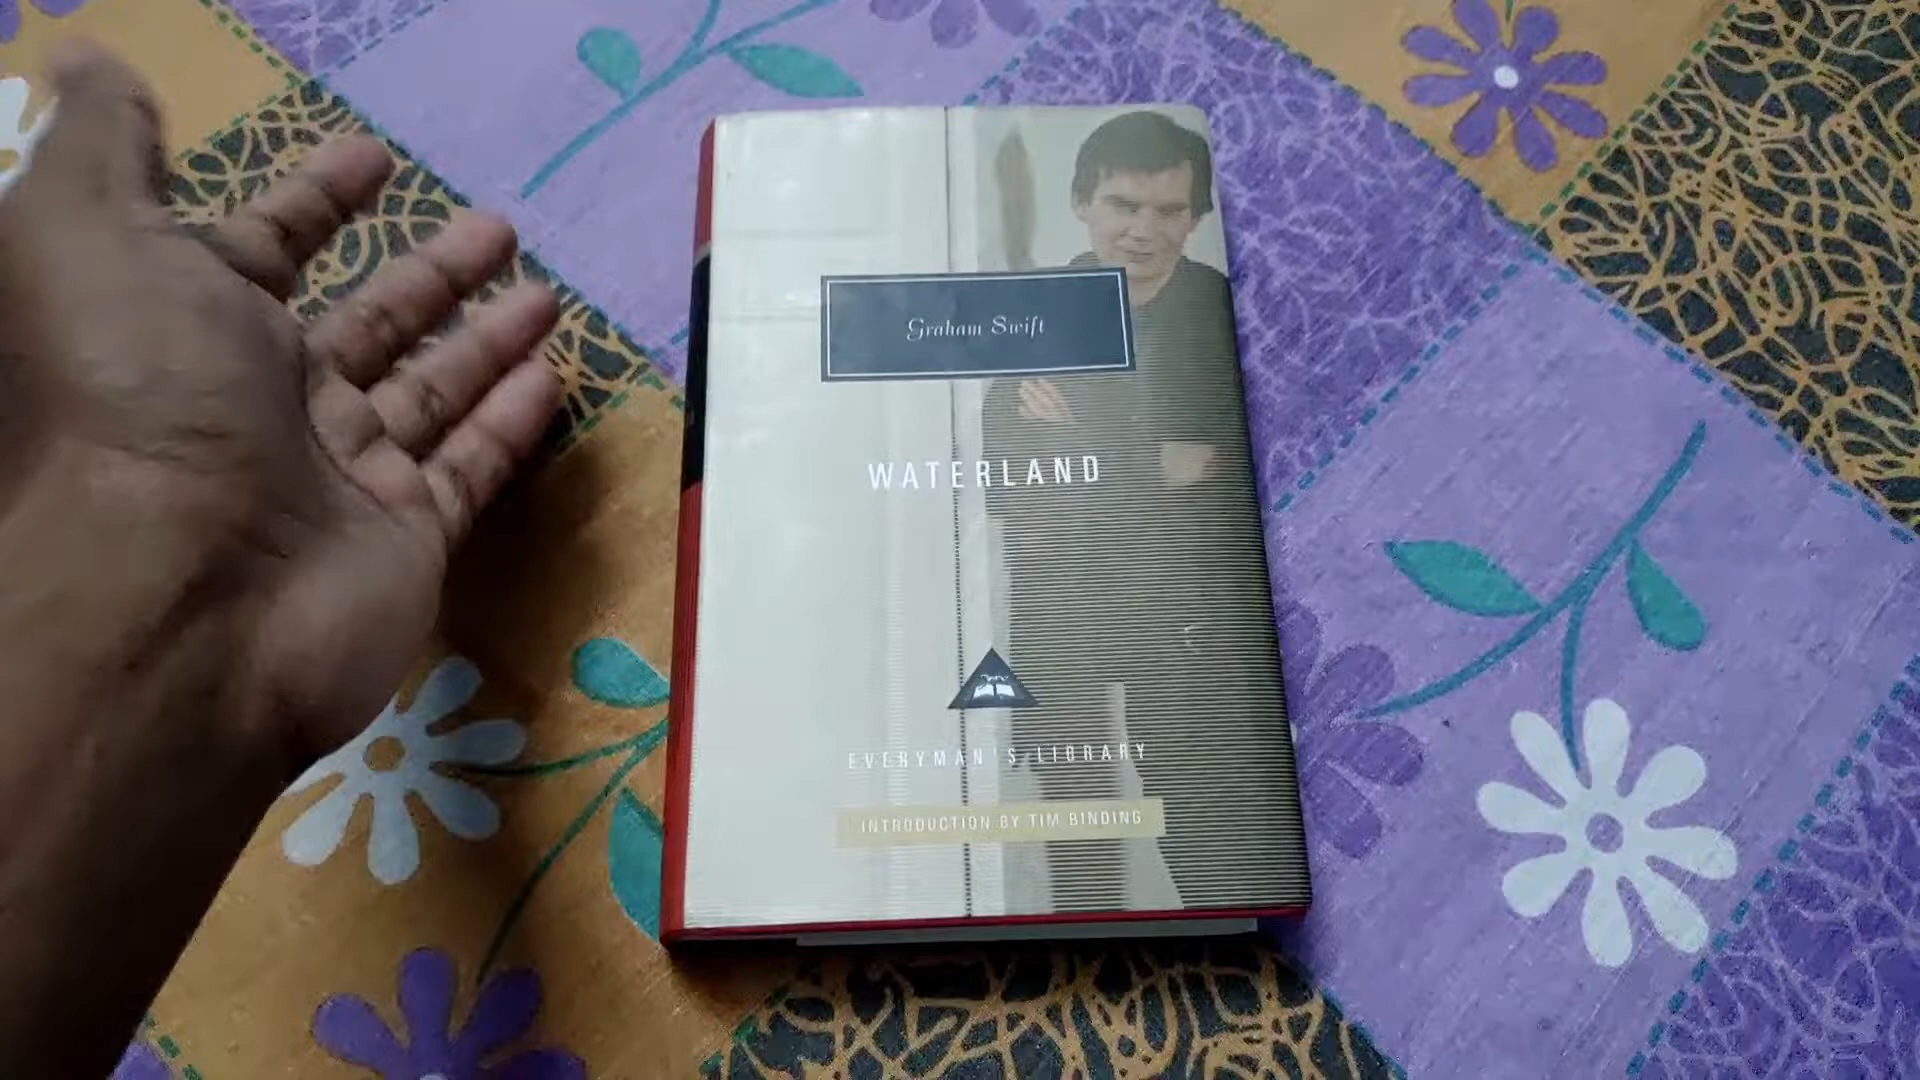 Graham Swift
WATERLAND
EVERYMAN'S LIBRARY
INTRODUCTION BY TIM BINDING